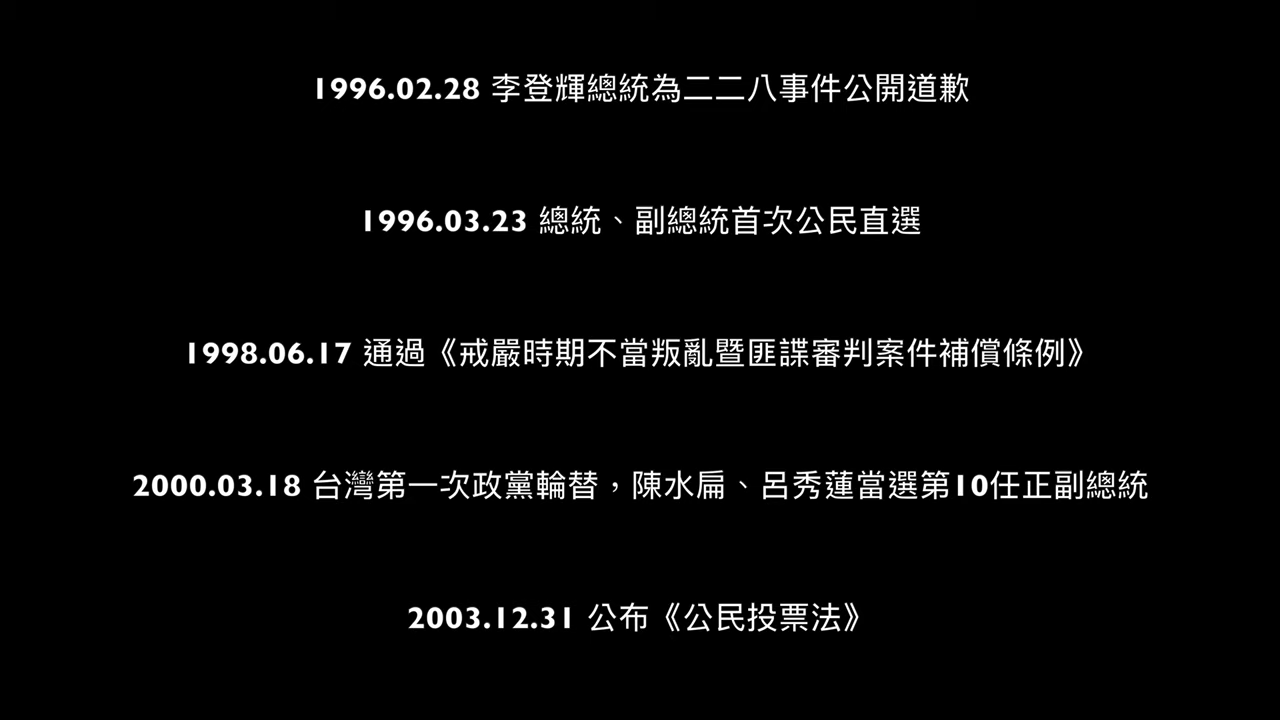 1996.02.28 李登輝總統為二二八事件公開道歉
1996.03.23 總統、副總統首次公民直選
1998.06.17 通過《戒嚴時期不當叛亂暨匪諜審判案件補償條例》
2000.03.18 台灣第一次政黨輪替，陳水扁、呂秀蓮當選第10任正副總統
2003.12.31 公布《公民投票法》